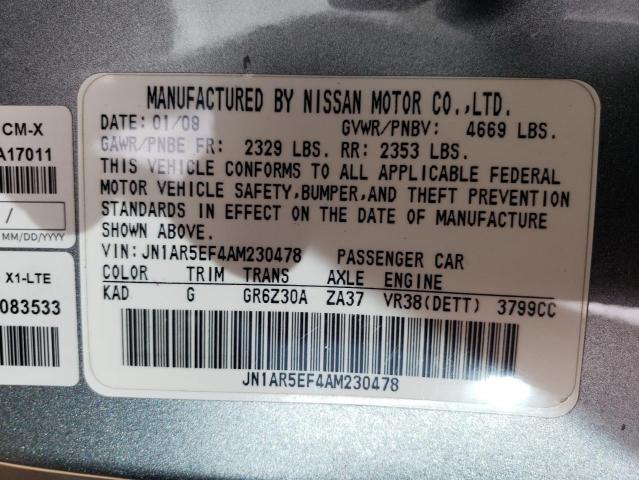 MANUFACTURED BY NISSAN MOTOR CO.,LTD.
DATE: 01/09 GVWR/PNBV: 4669 LBS.
GAWR/PNBE FR: 2329 LBS. RR: 2353 LBS.
THIS VEHICLE CONFORMS TO ALL APPLICABLE FEDERAL
MOTOR VEHICLE SAFETY,BUMPER,AND THEFT PREVENTION
STANDARDS IN EFFECT ON THE DATE OF MANUFACTURE
SHOWN ABOVE.
VIN:JN1AR5EF4AM230478 PASSENGER CAR
COLOR TRIM TRANS AXLE ENGINE
KAD G GR6Z30A ZA37 VR38(DETT) 3799CC
JN1AR5EF4AM230478
CM-X
A17011
/
MM/DD/YYYY
X1-LTE
083533